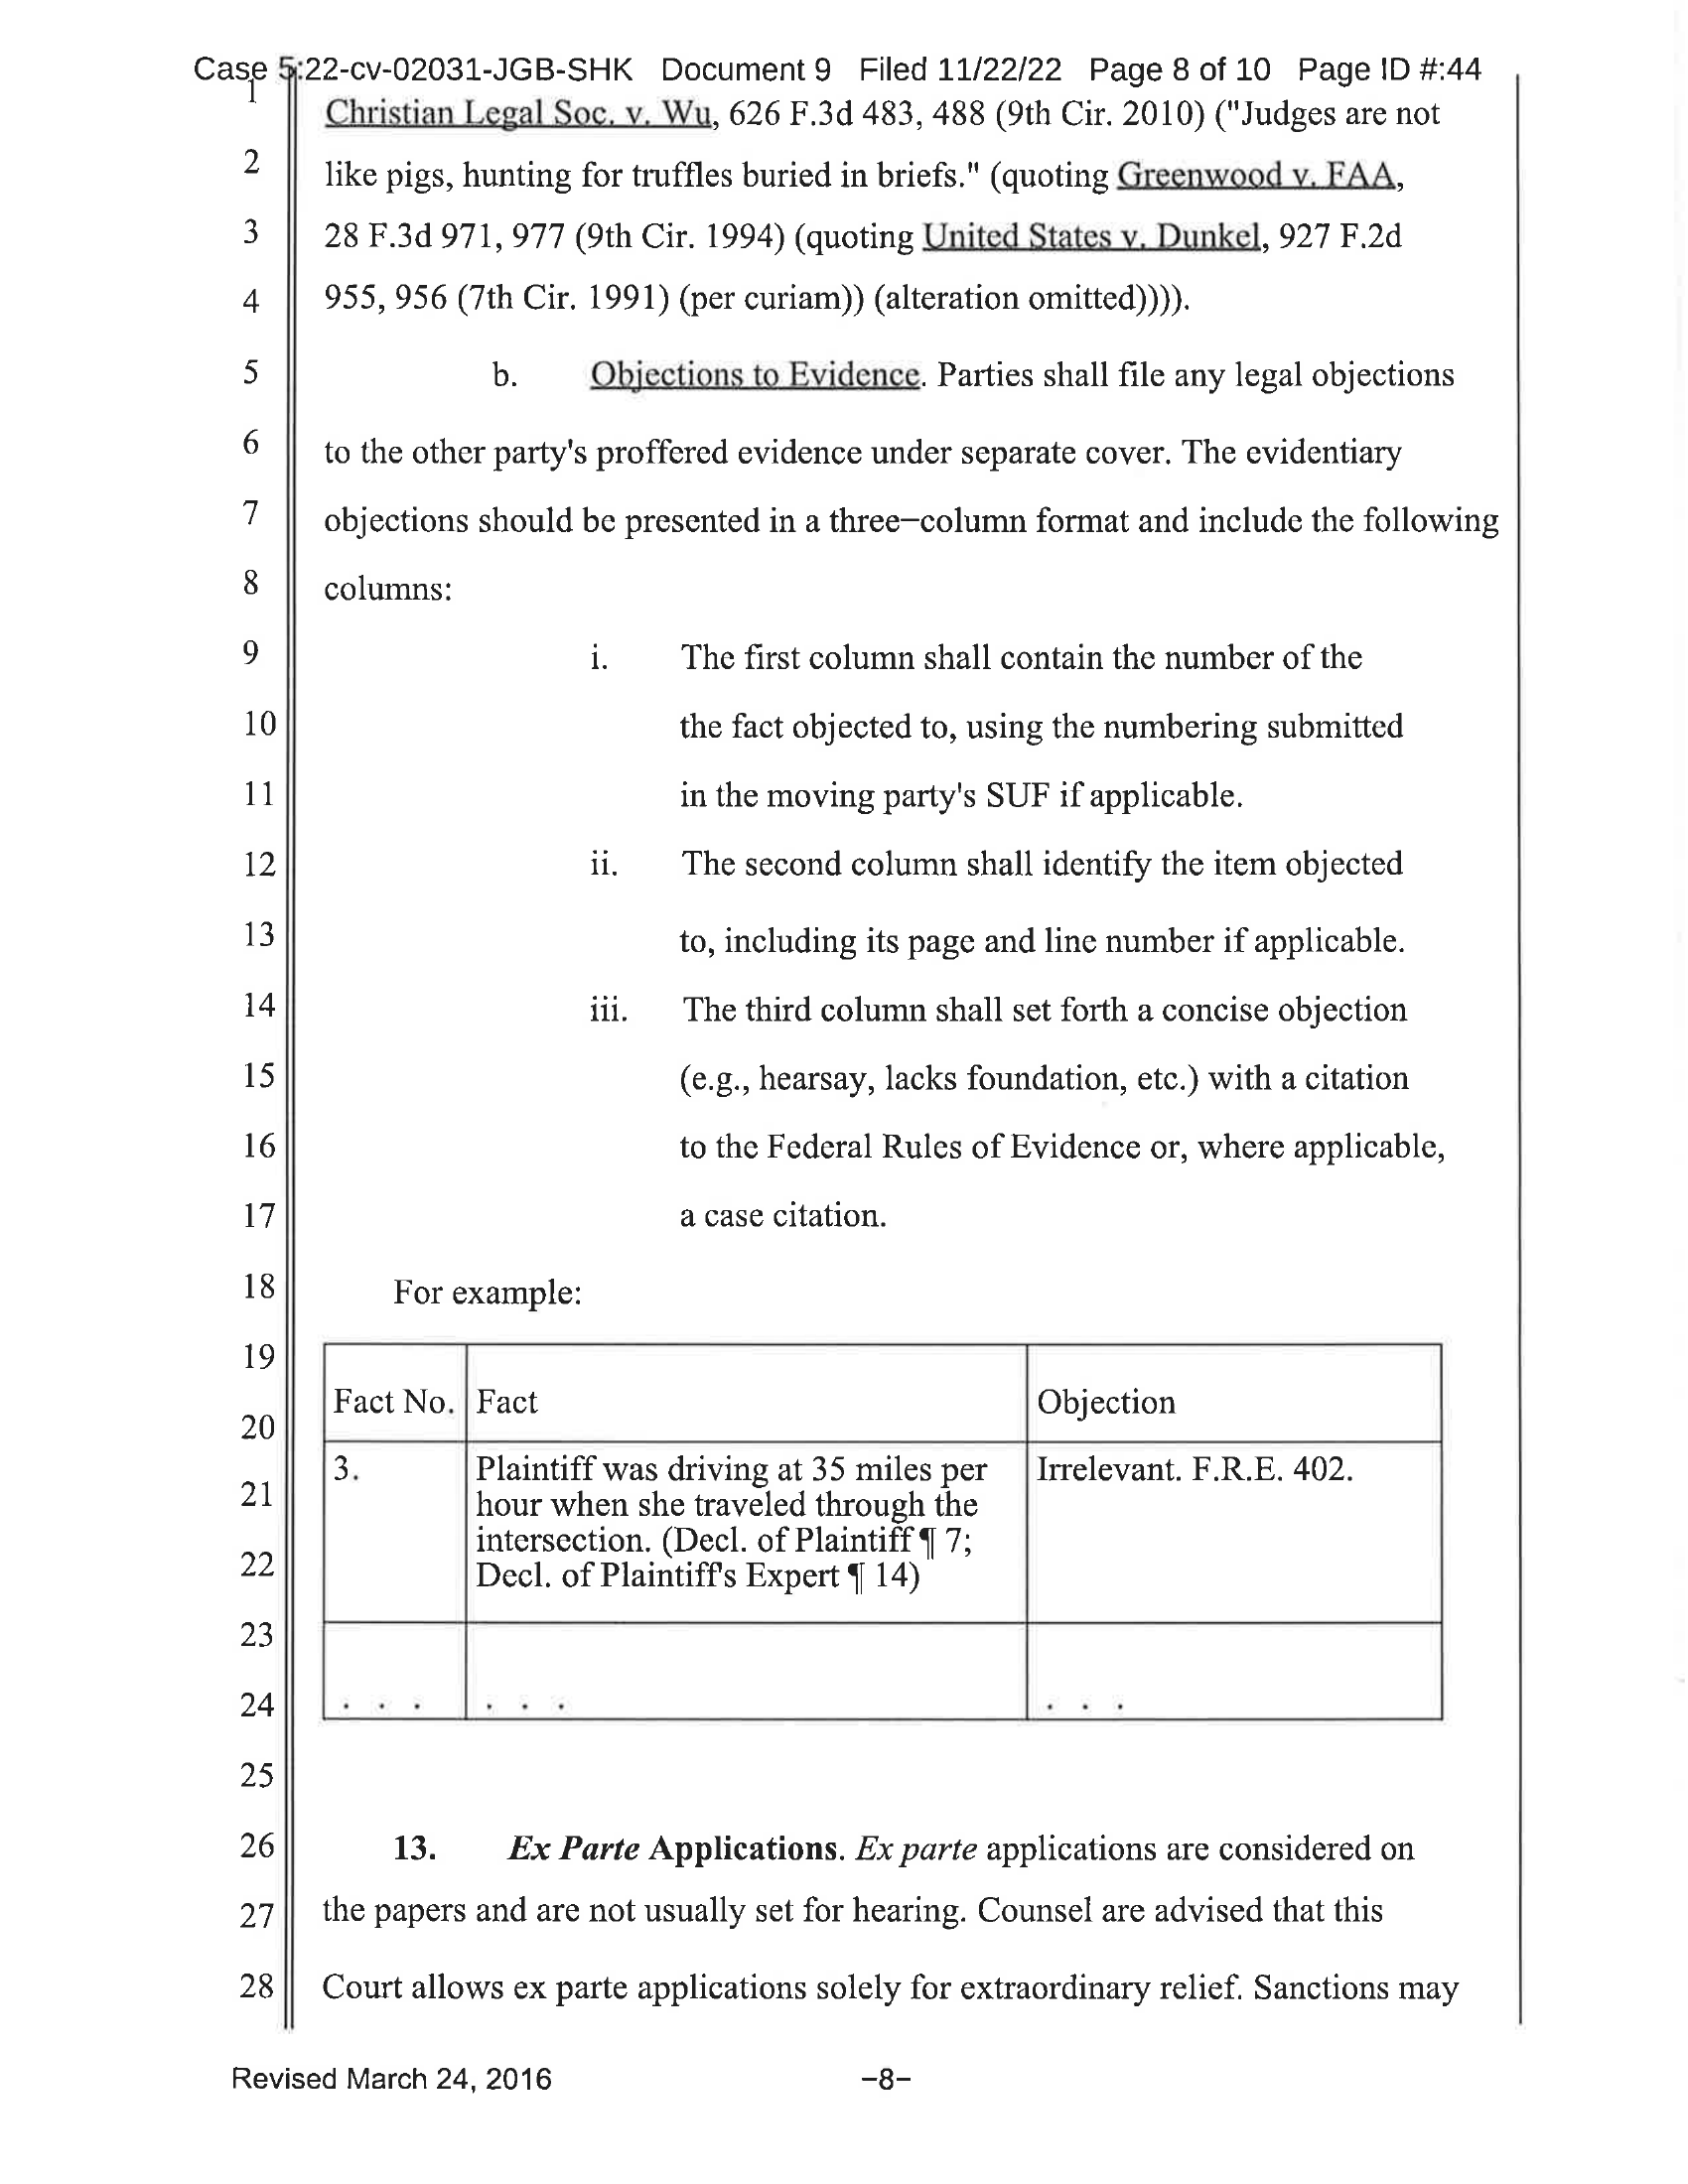 Case 5:22-cv-02031-JGB-SHK Document 9 Filed 11/22/22 Page 8 of 10 Page ID #:44
1 Christian Legal Soc. v. Wu, 626 F.3d 483, 488 (9th Cir. 2010) ("Judges are not
2 like pigs, hunting for truffles buried in briefs." (quoting Greenwood v. FAA,
3 28 F.3d 971, 977 (9th Cir. 1994) (quoting United States v. Dunkel, 927 F.2d
4 955, 956 (7th Cir. 1991) (per curiam)) (alteration omitted)))).
5 b. Objections to Evidence. Parties shall file any legal objections
6 to the other party's proffered evidence under separate cover. The evidentiary
7 objections should be presented in a three–column format and include the following
8 columns:
9 i. The first column shall contain the number of the
10 the fact objected to, using the numbering submitted
11 in the moving party's SUF if applicable.
12 ii. The second column shall identify the item objected
13 to, including its page and line number if applicable.
14 iii. The third column shall set forth a concise objection
15 (e.g., hearsay, lacks foundation, etc.) with a citation
16 to the Federal Rules of Evidence or, where applicable,
17 a case citation.
18 For example:
19
Fact No. Fact Objection
20
3. Plaintiff was driving at 35 miles per Irrelevant. F.R.E. 402.
21 hour when she traveled through the
intersection. (Decl. of Plaintiff ¶ 7;
22 Decl. of Plaintiff's Expert ¶ 14)
23
24 . . . . . . . . .
25
26 13. Ex Parte Applications. Ex parte applications are considered on
27 the papers and are not usually set for hearing. Counsel are advised that this
28 Court allows ex parte applications solely for extraordinary relief. Sanctions may
Revised March 24, 2016 –8–